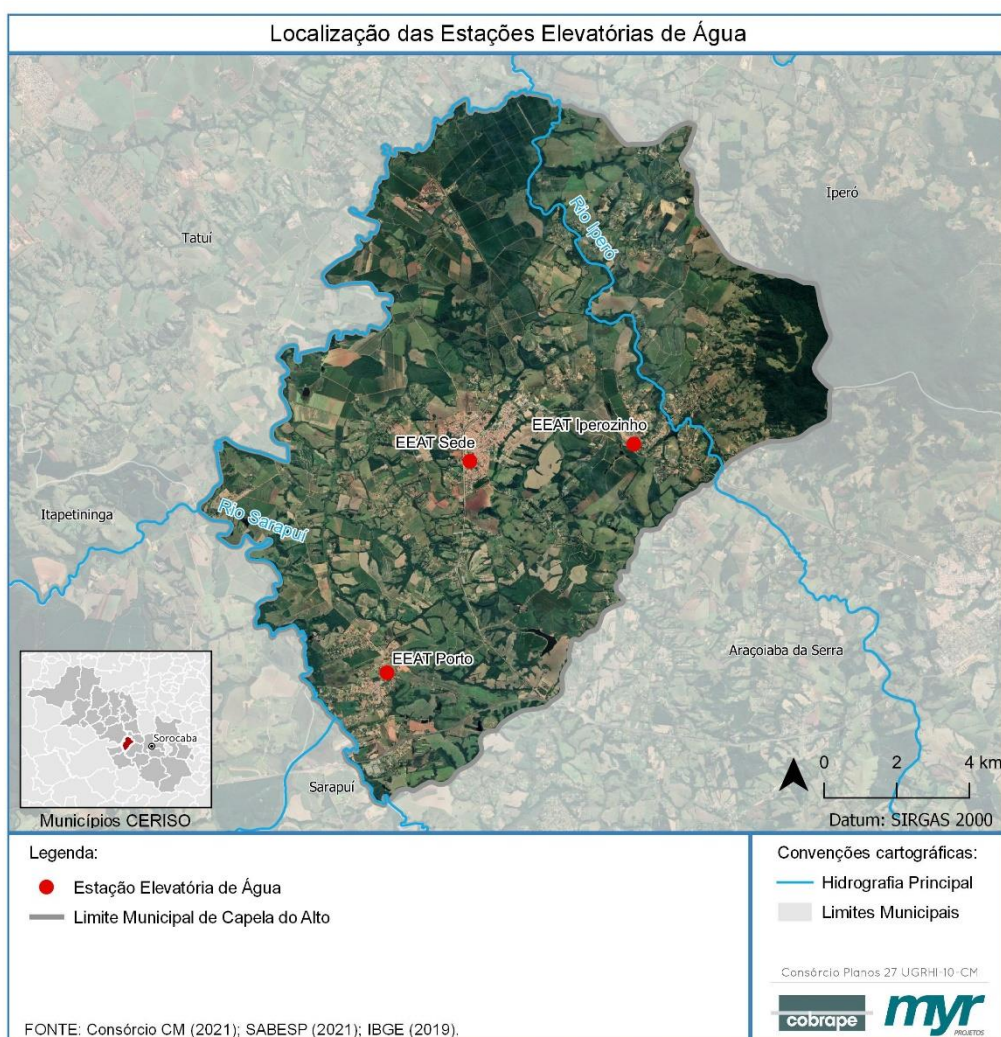 Localização das Estações Elevatórias de Água
Iperó
Tatuí
Rio Iperó
EEAT Iperozinho
EEAT Sede
Itapetininga
Rio Sarapuí
Araçoiaba da Serra
EEAT Porto
Sorocaba
Sarapuí
0 2 4 km
Municípios CERISO
Datum: SIRGAS 2000
Legenda:
Estação Elevatória de Água
Limite Municipal de Capela do Alto
Convenções cartográficas:
Hidrografia Principal
Limites Municipais
Consórcio Planos 27 UGRHI-10-CM
cobrape
myr
PROJETOS
FONTE: Consórcio CM (2021); SABESP (2021); IBGE (2019).